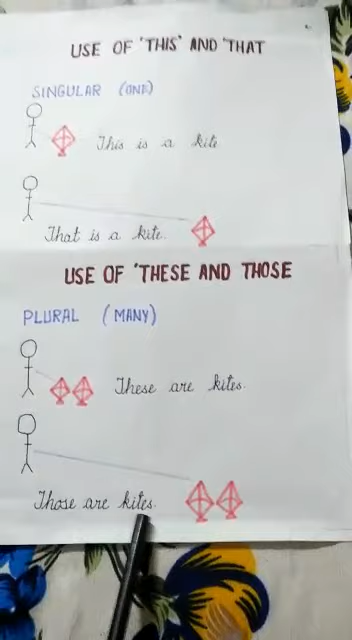 USE OF 'THIS' AND 'THAT
SINGULAR (ONE)
This is a kite
That is a kite.
USE OF 'THESE AND THOSE
PLURAL (MANY)
These are kites.
Those are kites.